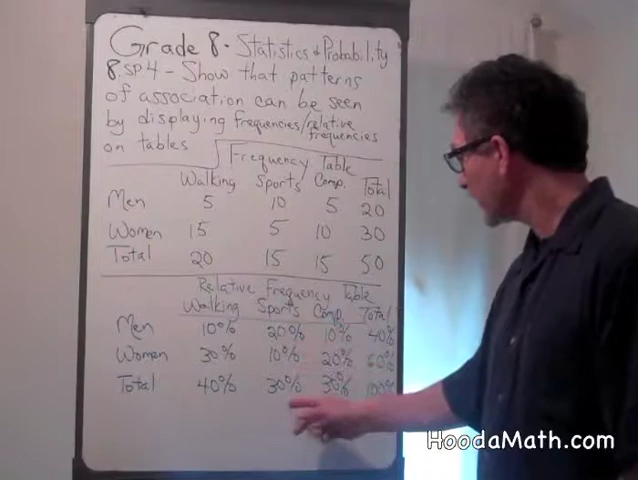 Grade 8 - Statistics & Probability
8.SP.4 - Show that patterns
of association can be seen
by displaying frequencies/relative frequencies
on tables
Frequency Table
Walking Sports Comp. Total
Men 5 10 5 20
Women 15 5 10 30
Total 20 15 15 50
Relative Frequency Table
Walking Sports Comp. Total
Men 10% 20% 10% 40%
Women 30% 10% 20% 60%
Total 40% 30% 30% 100%
HoodaMath.com